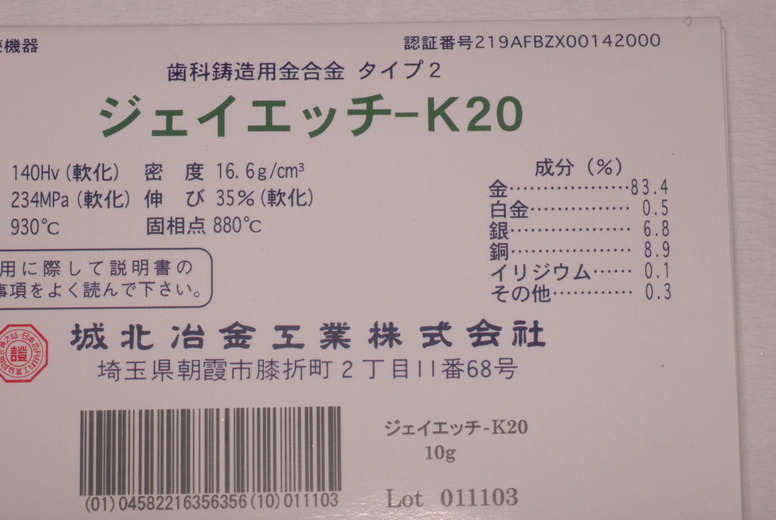 療機器
認証番号219AFBZX00142000
歯科鋳造用金合金 タイプ2
ジェイエッチ-K20
140Hv(軟化) 密 度 16.6g/cm³
234MPa(軟化) 伸 び 35%(軟化)
930℃ 固相点 880℃
成分(%)
金…………………83.4
白金……………… 0.5
銀………………… 6.8
銅………………… 8.9
イリジウム…… 0.1
その他………… 0.3
用に際して説明書の
事項をよく読んで下さい。
城北冶金工業株式会社
埼玉県朝霞市膝折町2丁目11番68号
ジェイエッチ-K20
10g
(01)04582216356356(10)011103
Lot 011103